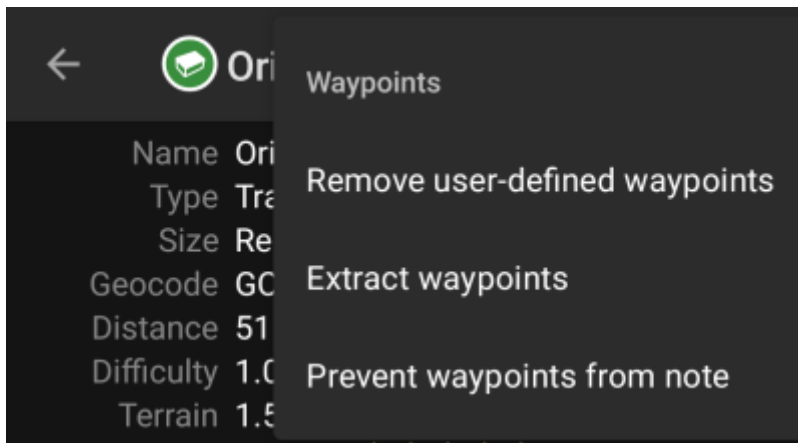 Ori
Waypoints
Name Ori
Remove user-defined waypoints
Type Tra
Size Re
Extract waypoints
Geocode GC
Distance 51
Difficulty 1.0
Prevent waypoints from note
Terrain 1.5